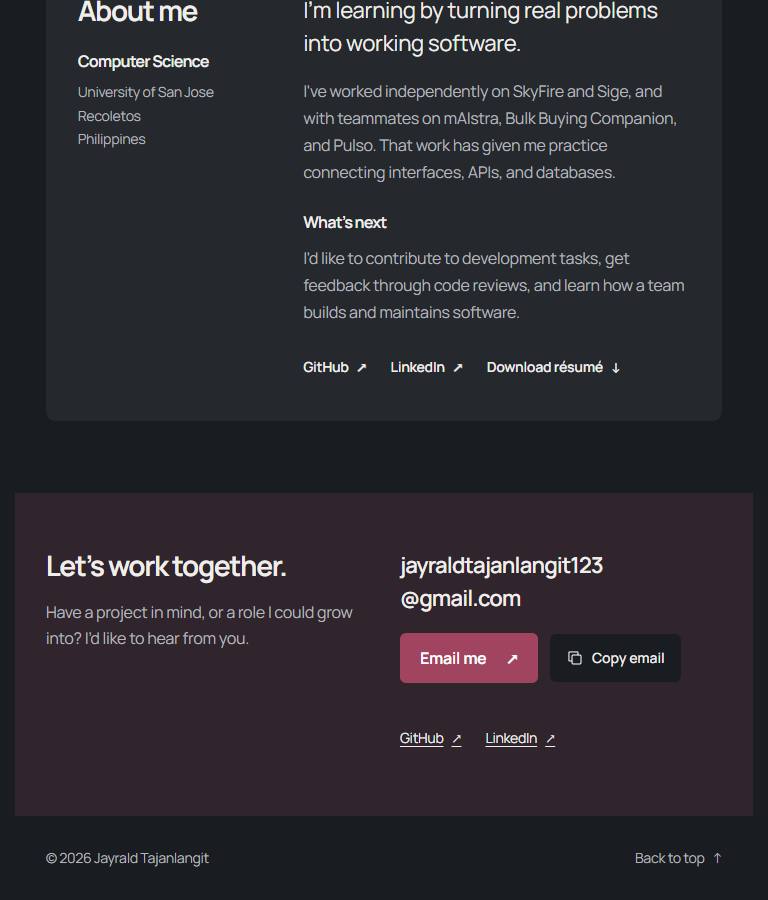 About me
Computer Science
University of San Jose
Recoletos
Philippines
I'm learning by turning real problems
into working software.
I've worked independently on SkyFire and Sige, and
with teammates on mAIstra, Bulk Buying Companion,
and Pulso. That work has given me practice
connecting interfaces, APIs, and databases.
What's next
I'd like to contribute to development tasks, get
feedback through code reviews, and learn how a team
builds and maintains software.
GitHub ↗ LinkedIn ↗ Download résumé ↓
Let's work together.
Have a project in mind, or a role I could grow
into? I'd like to hear from you.
jayraldtajanlangit123
@gmail.com
Email me ↗ Copy email
GitHub ↗ LinkedIn ↗
© 2026 Jayrald Tajanlangit
Back to top ↑